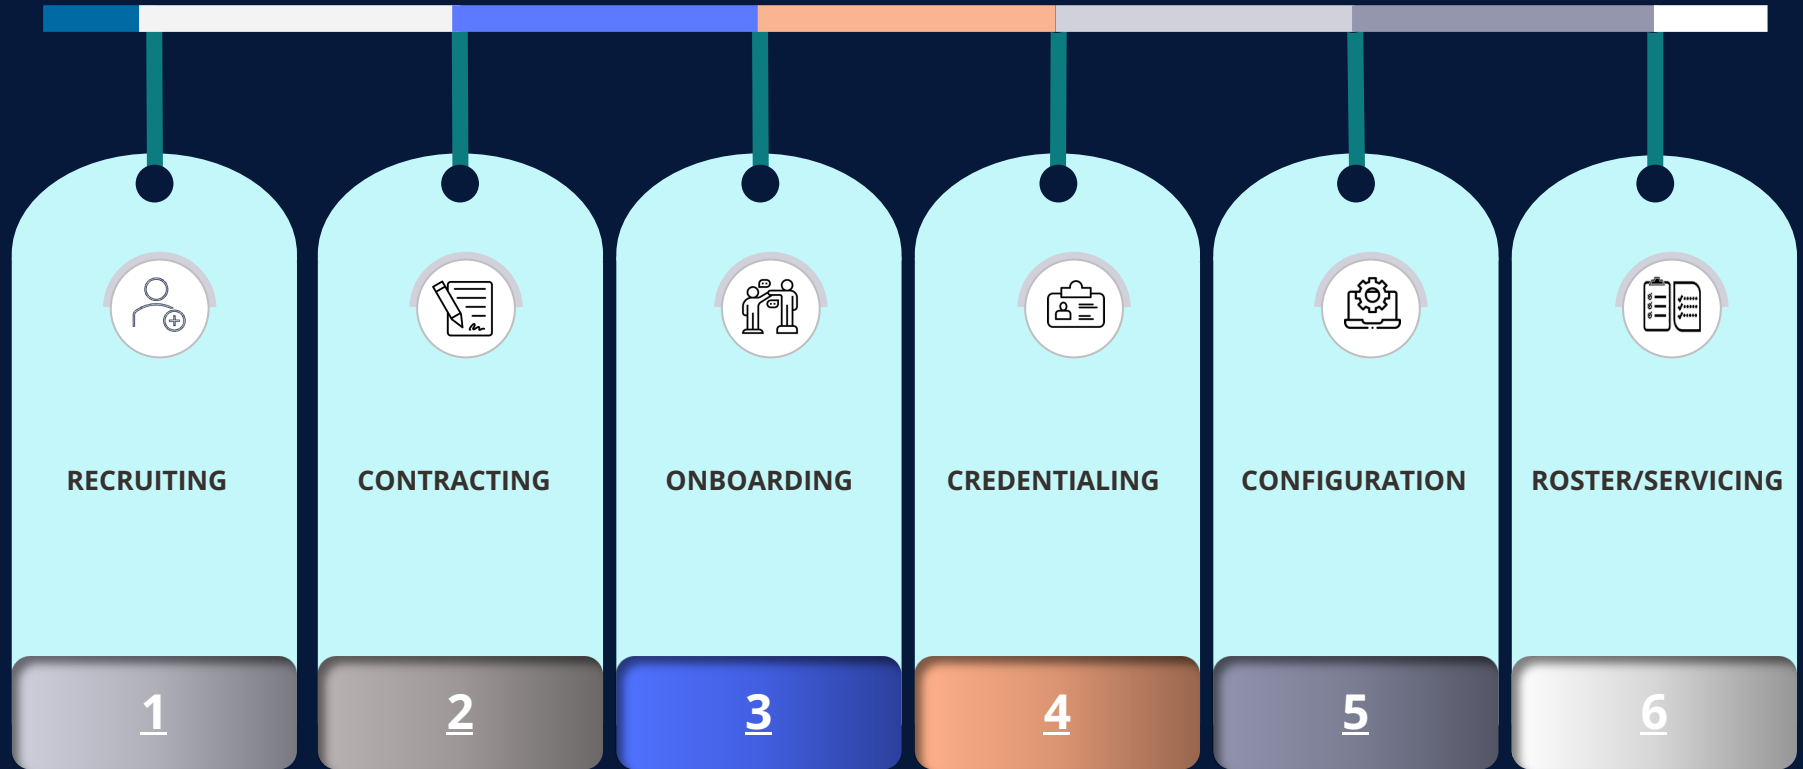 RECRUITING
CONTRACTING
ONBOARDING
CREDENTIALING
CONFIGURATION
ROSTER/SERVICING
1
2
3
4
5
6